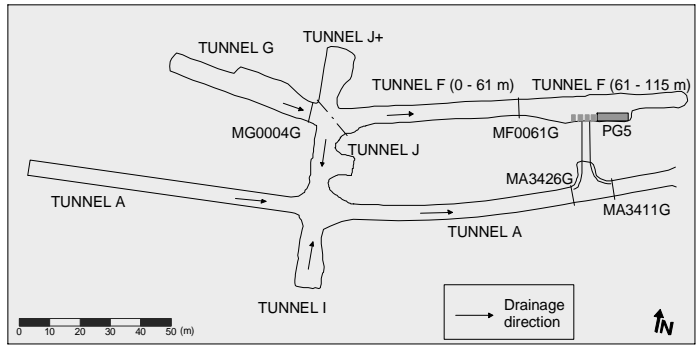 TUNNEL J+
TUNNEL G
TUNNEL F (0 - 61 m)
TUNNEL F (61 - 115 m)
MG0004G
MF0061G
PG5
TUNNEL J
MA3426G
TUNNEL A
MA3411G
TUNNEL A
TUNNEL I
Drainage
direction
0 10 20 30 40 50 (m)
N